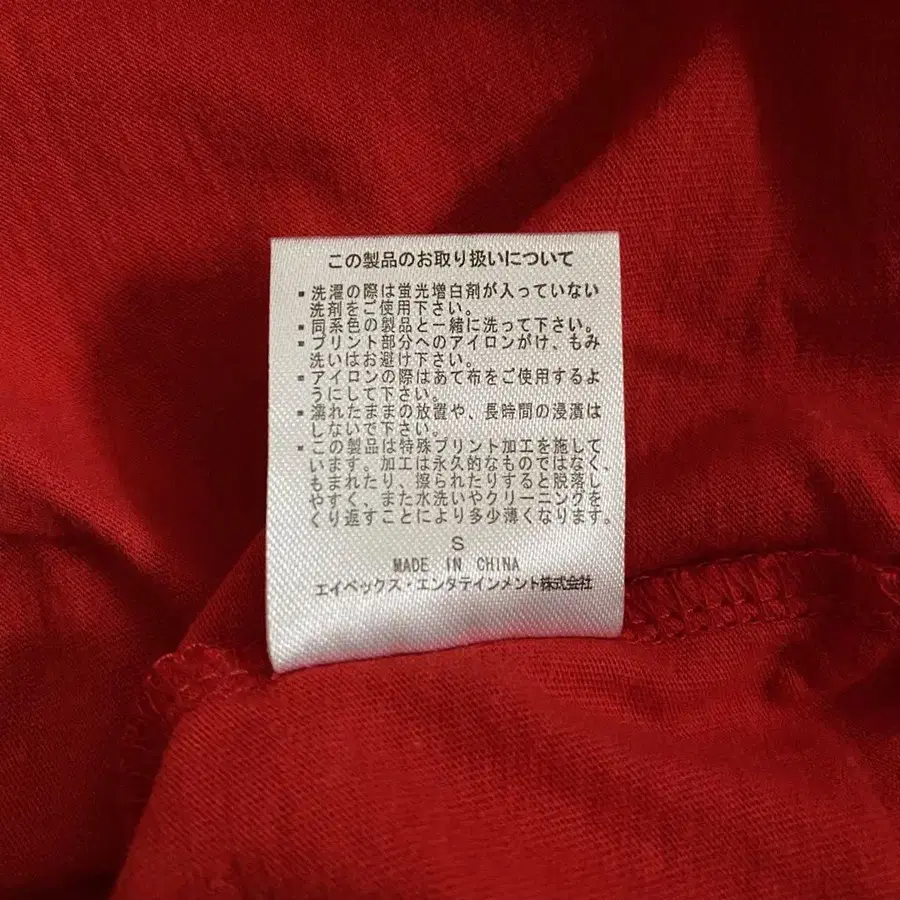 この製品のお取り扱いについて
▪洗濯の際は蛍光増白剤が入っていない
洗剤をご使用下さい。
▪同系色の製品と一緒に洗って下さい。
▪プリント部分へのアイロンがけ、もみ
洗いはお避け下さい。
▪アイロンの際はあて布をご使用するよ
うにして下さい。
▪濡れたままの放置や、長時間の浸漬は
しないで下さい。
▪この製品は特殊プリント加工を施して
います。加工は永久的なものではなく、
もまれたり、擦られたりすると脱落し
やすく、また水洗いやクリーニングを
くり返すことにより多少薄くなります。
S
MADE IN CHINA
エイベックス・エンタテインメント株式会社